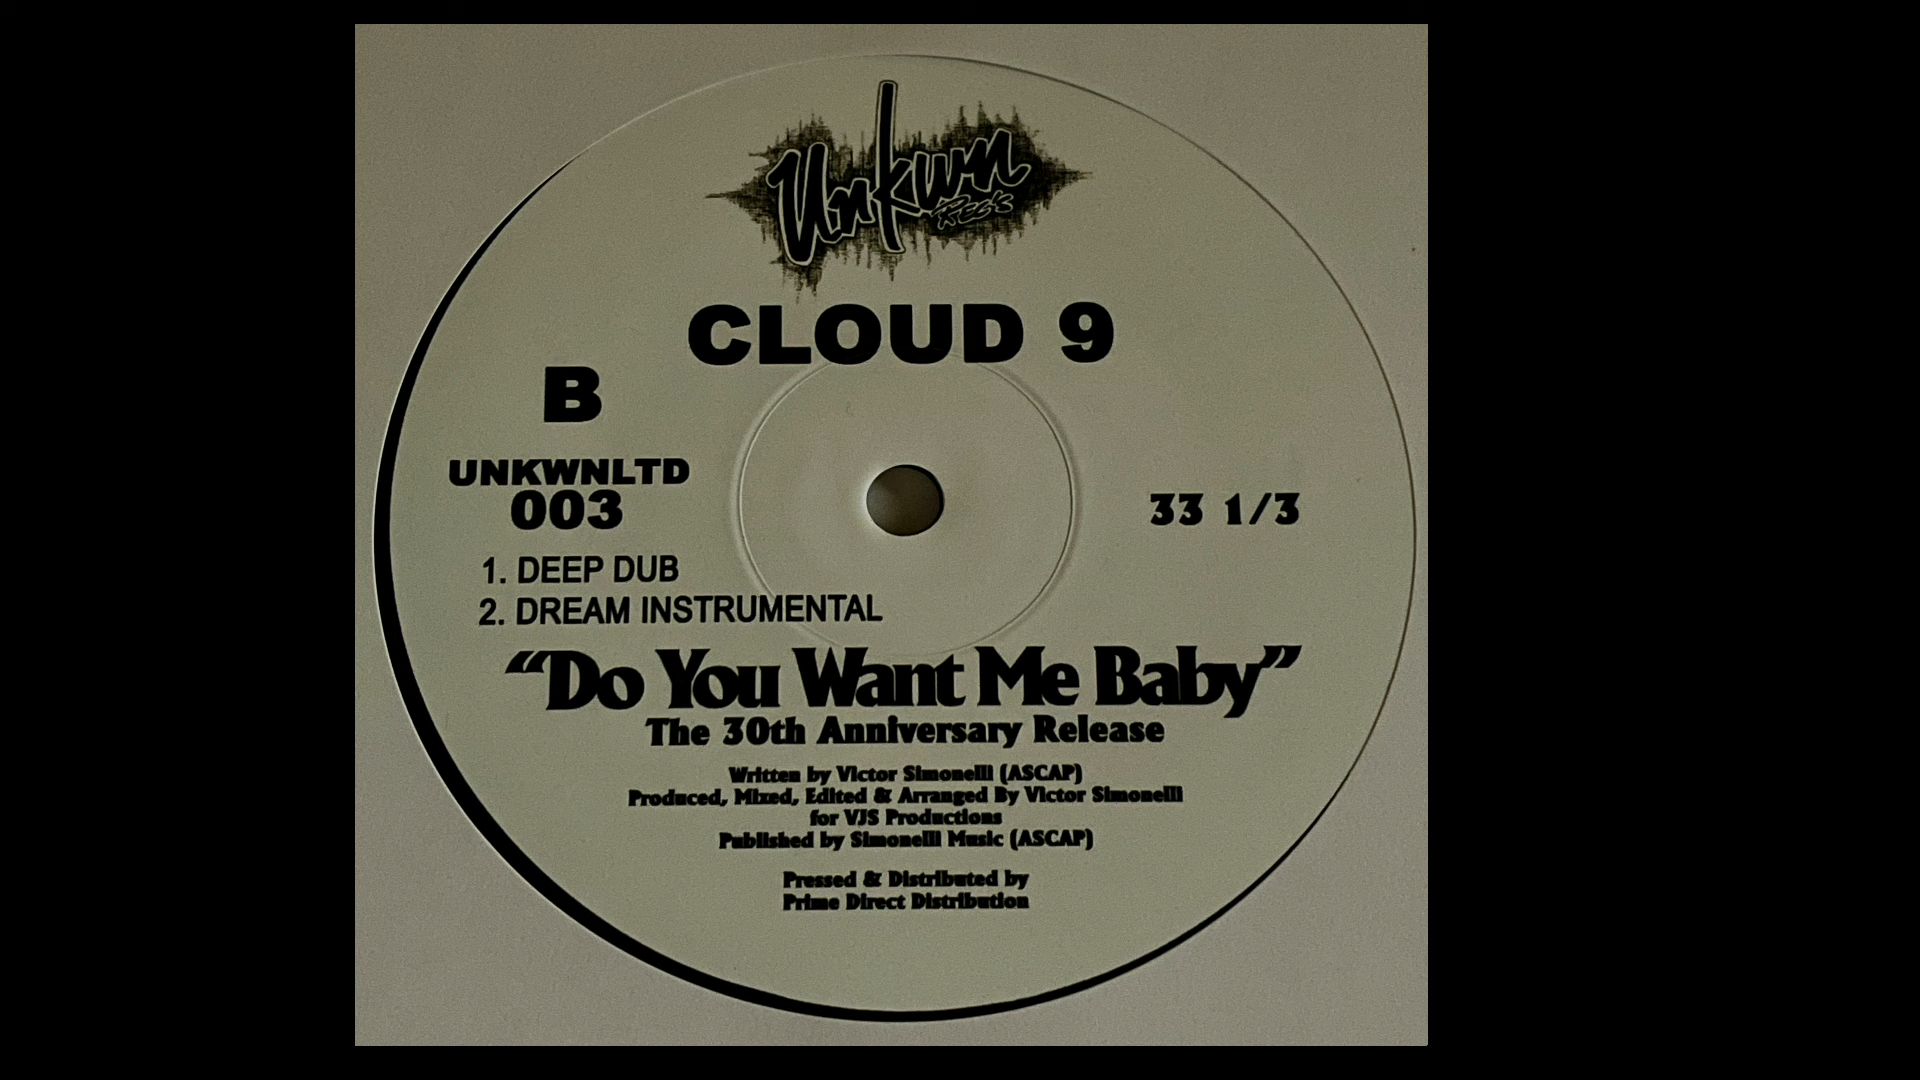 Unkwn
Rec's
CLOUD 9
B
UNKWNLTD
003
33 1/3
1. DEEP DUB
2. DREAM INSTRUMENTAL
“Do You Want Me Baby”
The 30th Anniversary Release
Written by Victor Simonelli (ASCAP)
Produced, Mixed, Edited & Arranged By Victor Simonelli
for VJS Productions
Published by Simonelli Music (ASCAP)
Pressed & Distributed by
Prime Direct Distribution